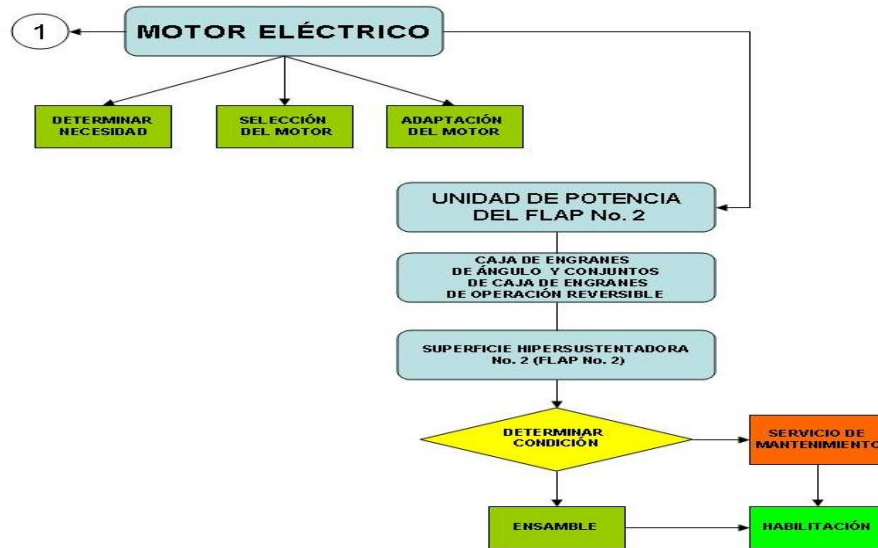 1
MOTOR ELÉCTRICO
DETERMINAR
NECESIDAD
SELECCIÓN
DEL MOTOR
ADAPTACIÓN
DEL MOTOR
UNIDAD DE POTENCIA
DEL FLAP No. 2
CAJA DE ENGRANES
DE ÁNGULO Y CONJUNTOS
DE CAJA DE ENGRANES
DE OPERACIÓN REVERSIBLE
SUPERFICIE HIPERSUSTENTADORA
No. 2 (FLAP No. 2)
DETERMINAR
CONDICIÓN
SERVICIO DE
MANTENIMIENTO
ENSAMBLE
HABILITACIÓN